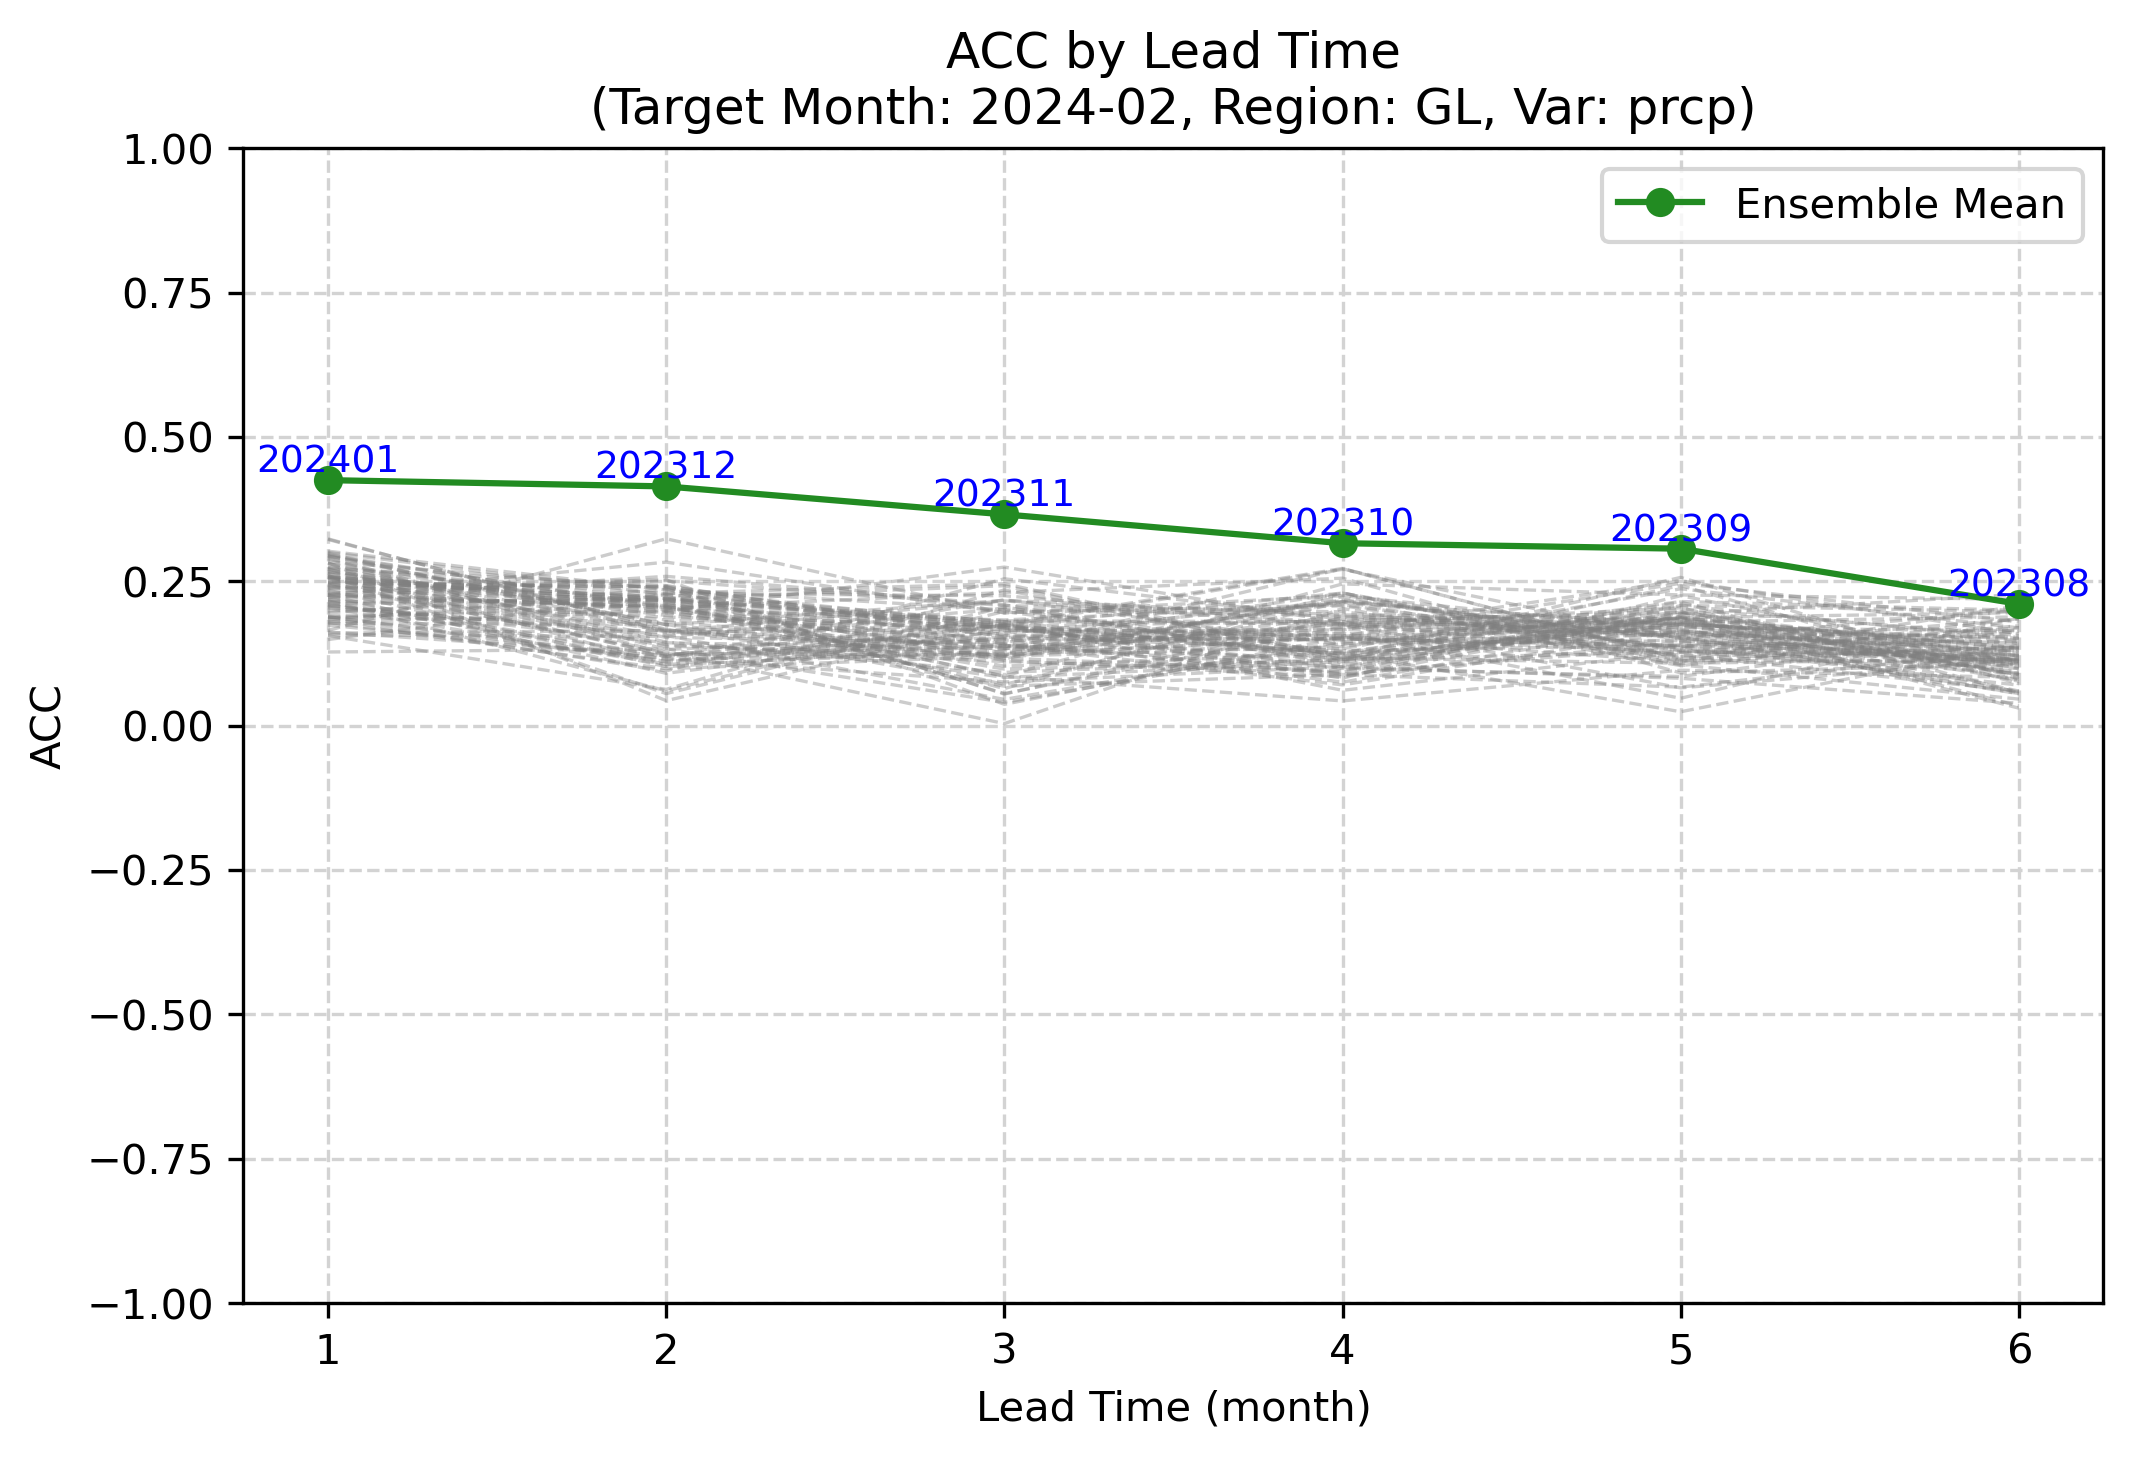 ACC by Lead Time
(Target Month: 2024-02, Region: GL, Var: prcp)
Ensemble Mean
1.00
0.75
0.50
0.25
0.00
−0.25
−0.50
−0.75
−1.00
ACC
202401
202312
202311
202310
202309
202308
1 2 3 4 5 6
Lead Time (month)